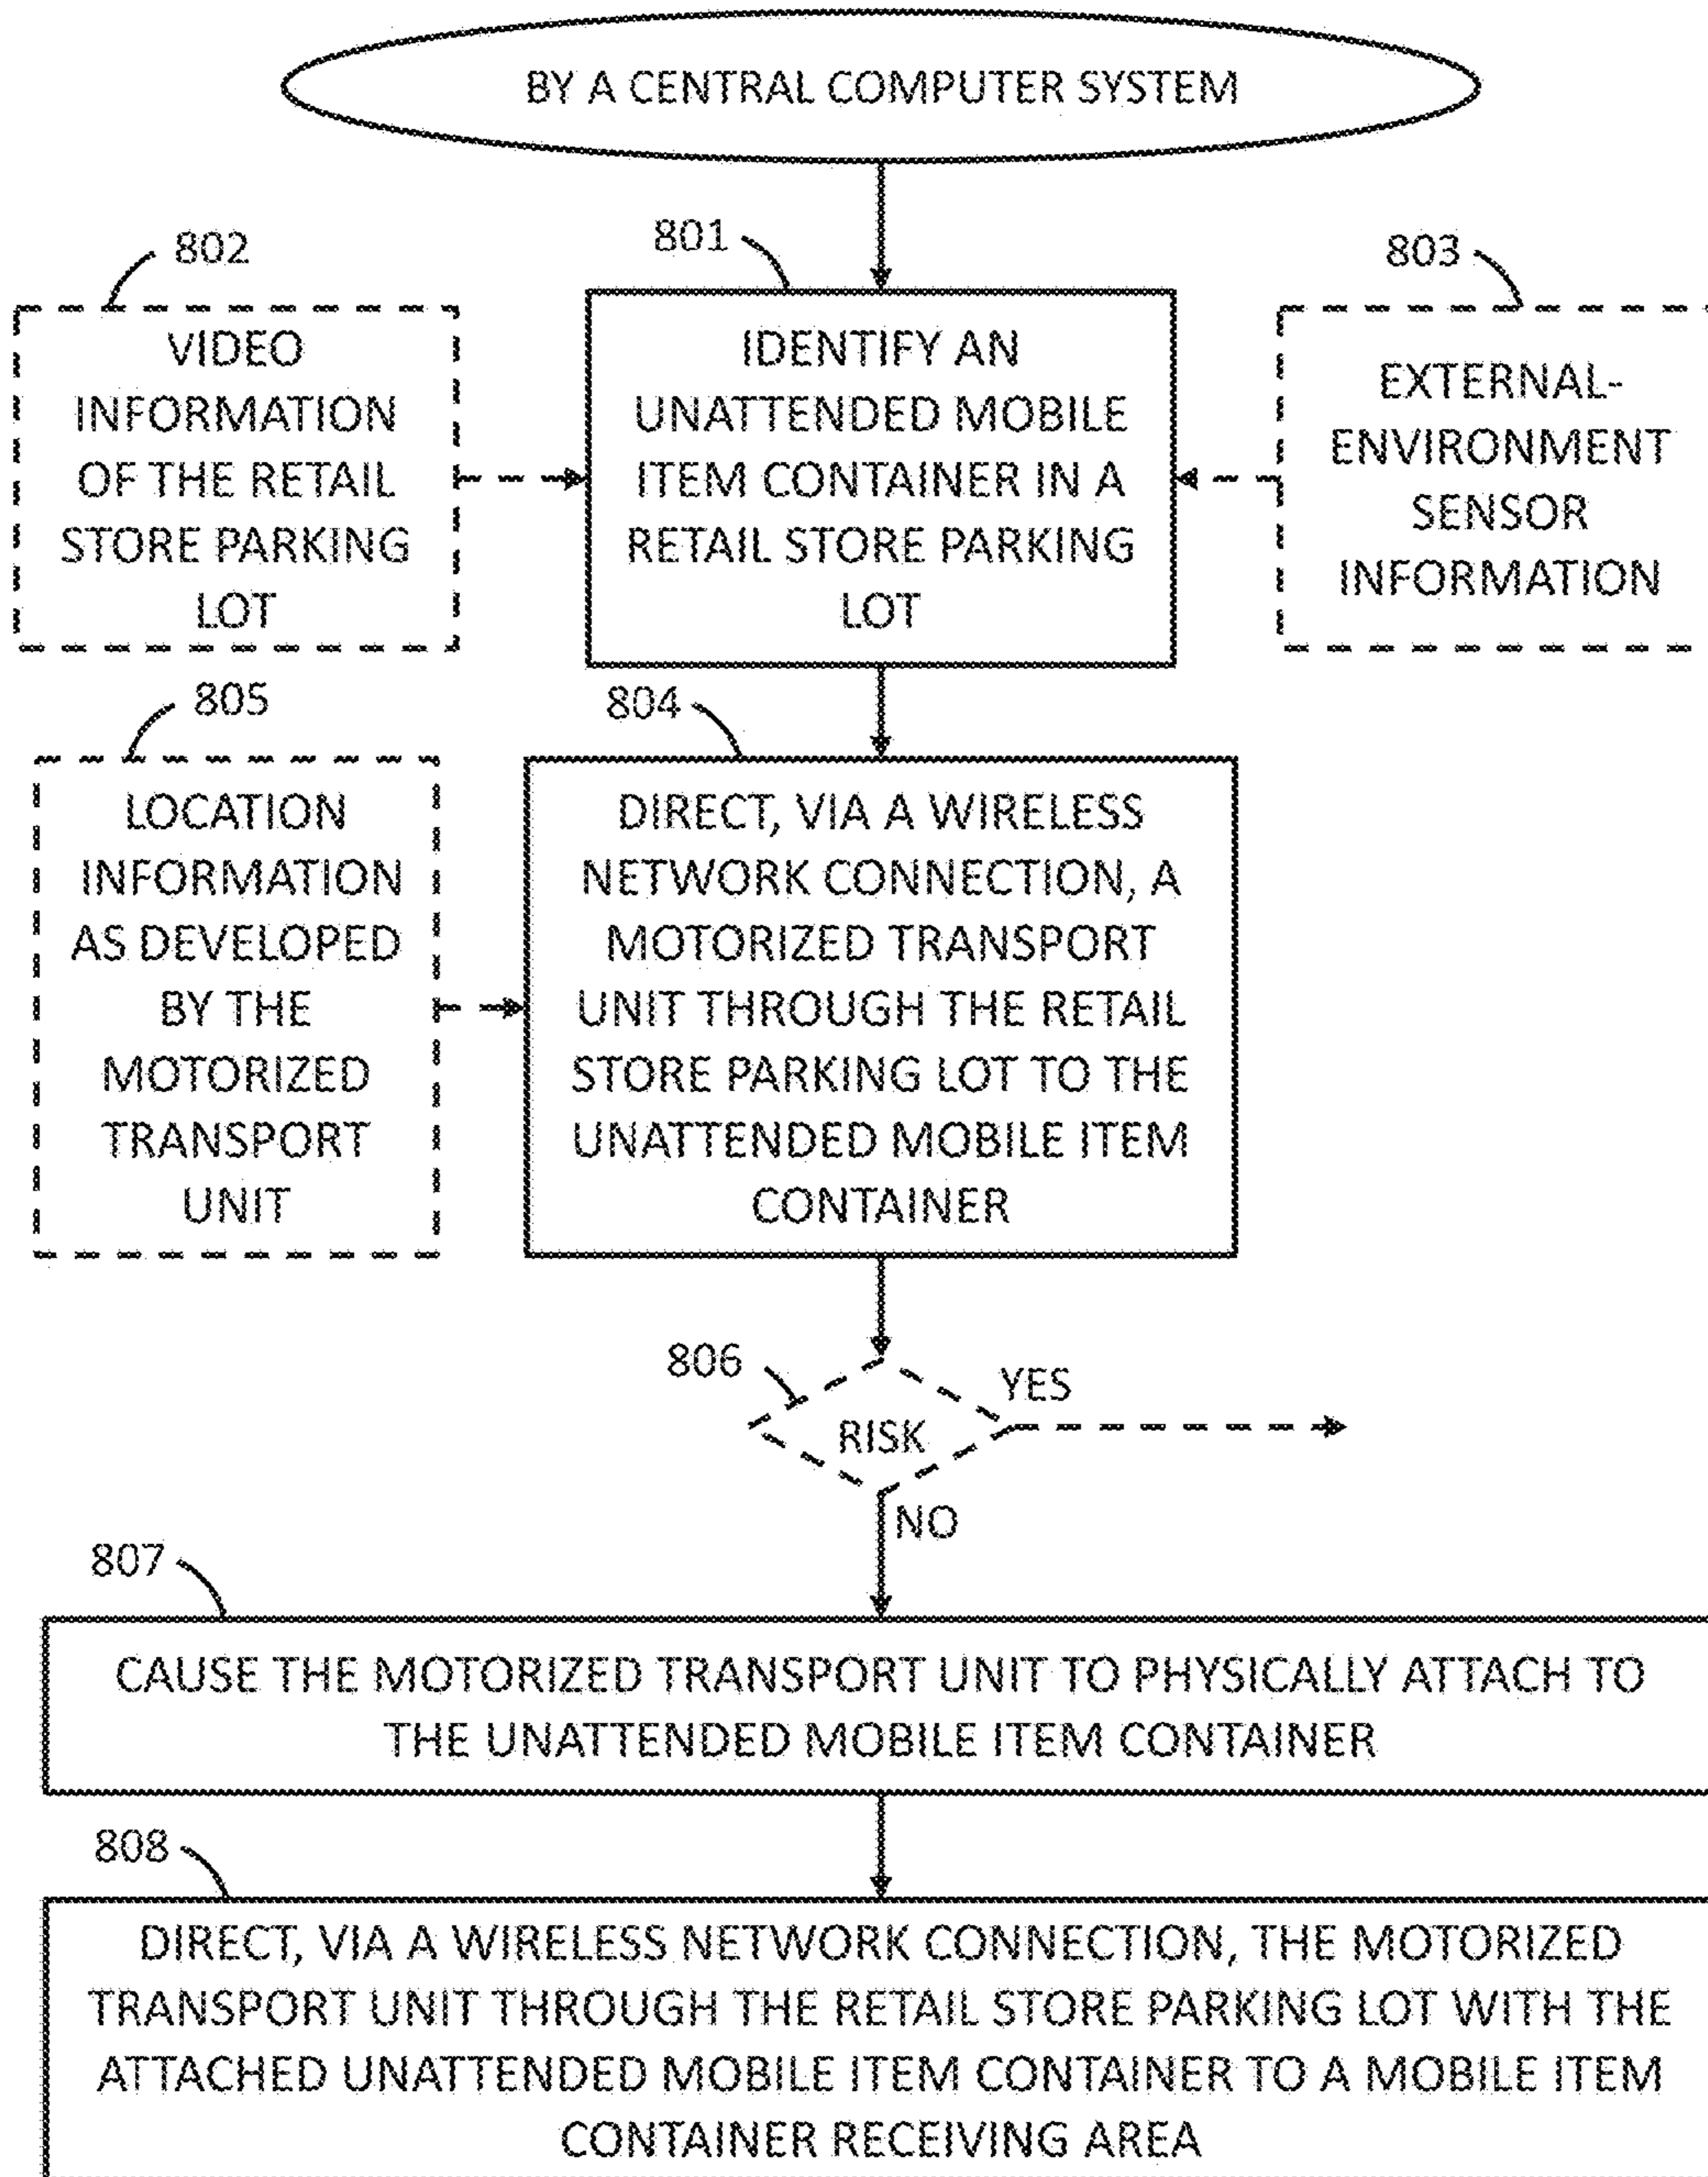 BY A CENTRAL COMPUTER SYSTEM
802
801
803
VIDEO
INFORMATION
OF THE RETAIL
STORE PARKING
LOT
IDENTIFY AN
UNATTENDED MOBILE
ITEM CONTAINER IN A
RETAIL STORE PARKING
LOT
EXTERNAL-
ENVIRONMENT
SENSOR
INFORMATION
805
804
LOCATION
INFORMATION
AS DEVELOPED
BY THE
MOTORIZED
TRANSPORT
UNIT
DIRECT, VIA A WIRELESS
NETWORK CONNECTION, A
MOTORIZED TRANSPORT
UNIT THROUGH THE RETAIL
STORE PARKING LOT TO THE
UNATTENDED MOBILE ITEM
CONTAINER
806
YES
RISK
NO
807
CAUSE THE MOTORIZED TRANSPORT UNIT TO PHYSICALLY ATTACH TO
THE UNATTENDED MOBILE ITEM CONTAINER
808
DIRECT, VIA A WIRELESS NETWORK CONNECTION, THE MOTORIZED
TRANSPORT UNIT THROUGH THE RETAIL STORE PARKING LOT WITH THE
ATTACHED UNATTENDED MOBILE ITEM CONTAINER TO A MOBILE ITEM
CONTAINER RECEIVING AREA